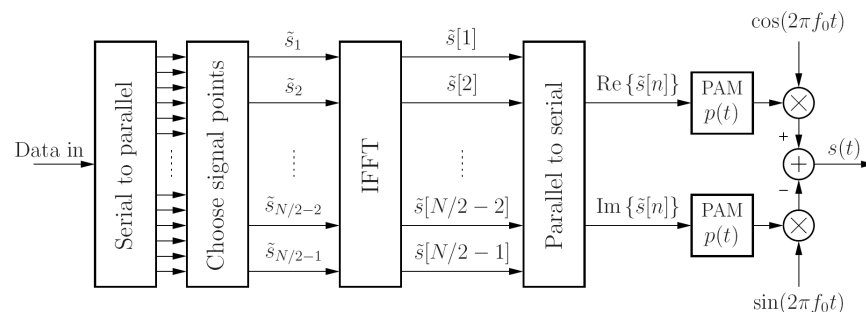 cos(2πf₀t)
s̃₁
s̃[1]
s̃₂
s̃[2]
Re {s̃[n]}
PAM
p(t)
×
Data in
Serial to parallel
Choose signal points
IFFT
Parallel to serial
+
+
s(t)
−
s̃_{N/2−2}
s̃[N/2 − 2]
Im {s̃[n]}
PAM
p(t)
×
s̃_{N/2−1}
s̃[N/2 − 1]
sin(2πf₀t)